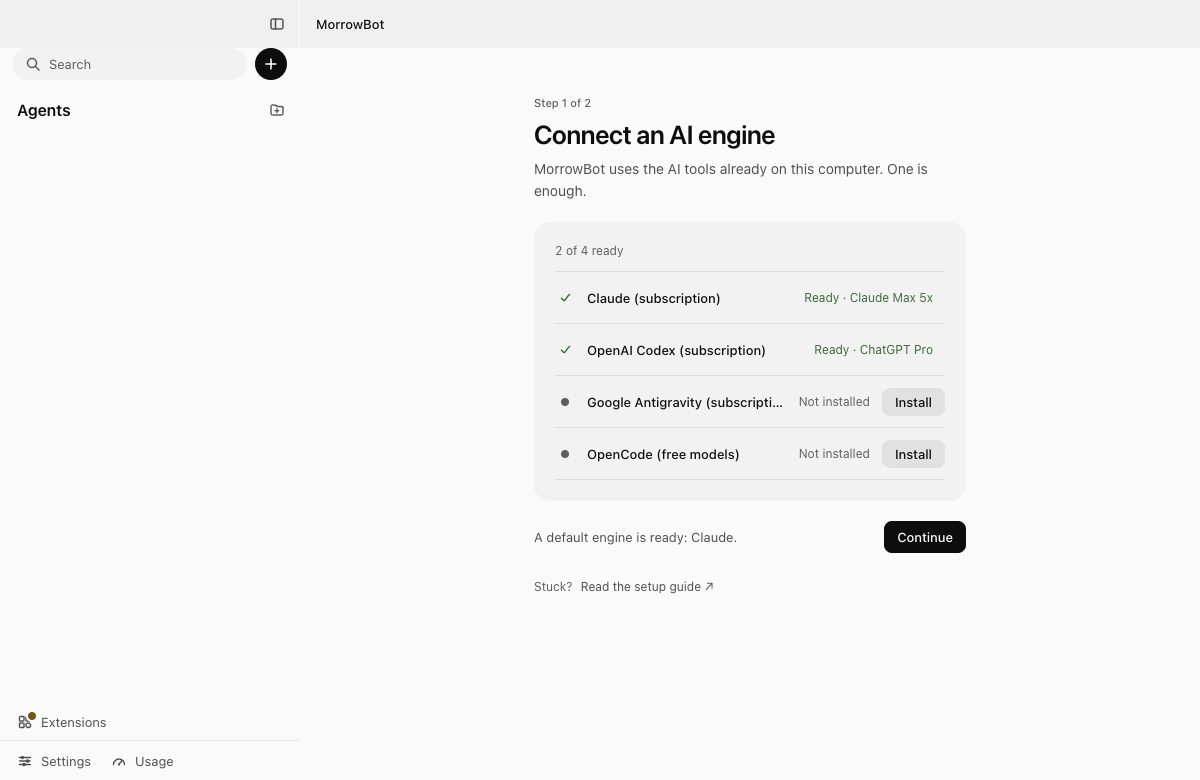 MorrowBot
Search
Agents
Step 1 of 2
Connect an AI engine
MorrowBot uses the AI tools already on this computer. One is
enough.
2 of 4 ready
Claude (subscription)
Ready · Claude Max 5x
OpenAI Codex (subscription)
Ready · ChatGPT Pro
Google Antigravity (subscripti...
Not installed
Install
OpenCode (free models)
Not installed
Install
A default engine is ready: Claude.
Continue
Stuck? Read the setup guide ↗
Extensions
Settings
Usage